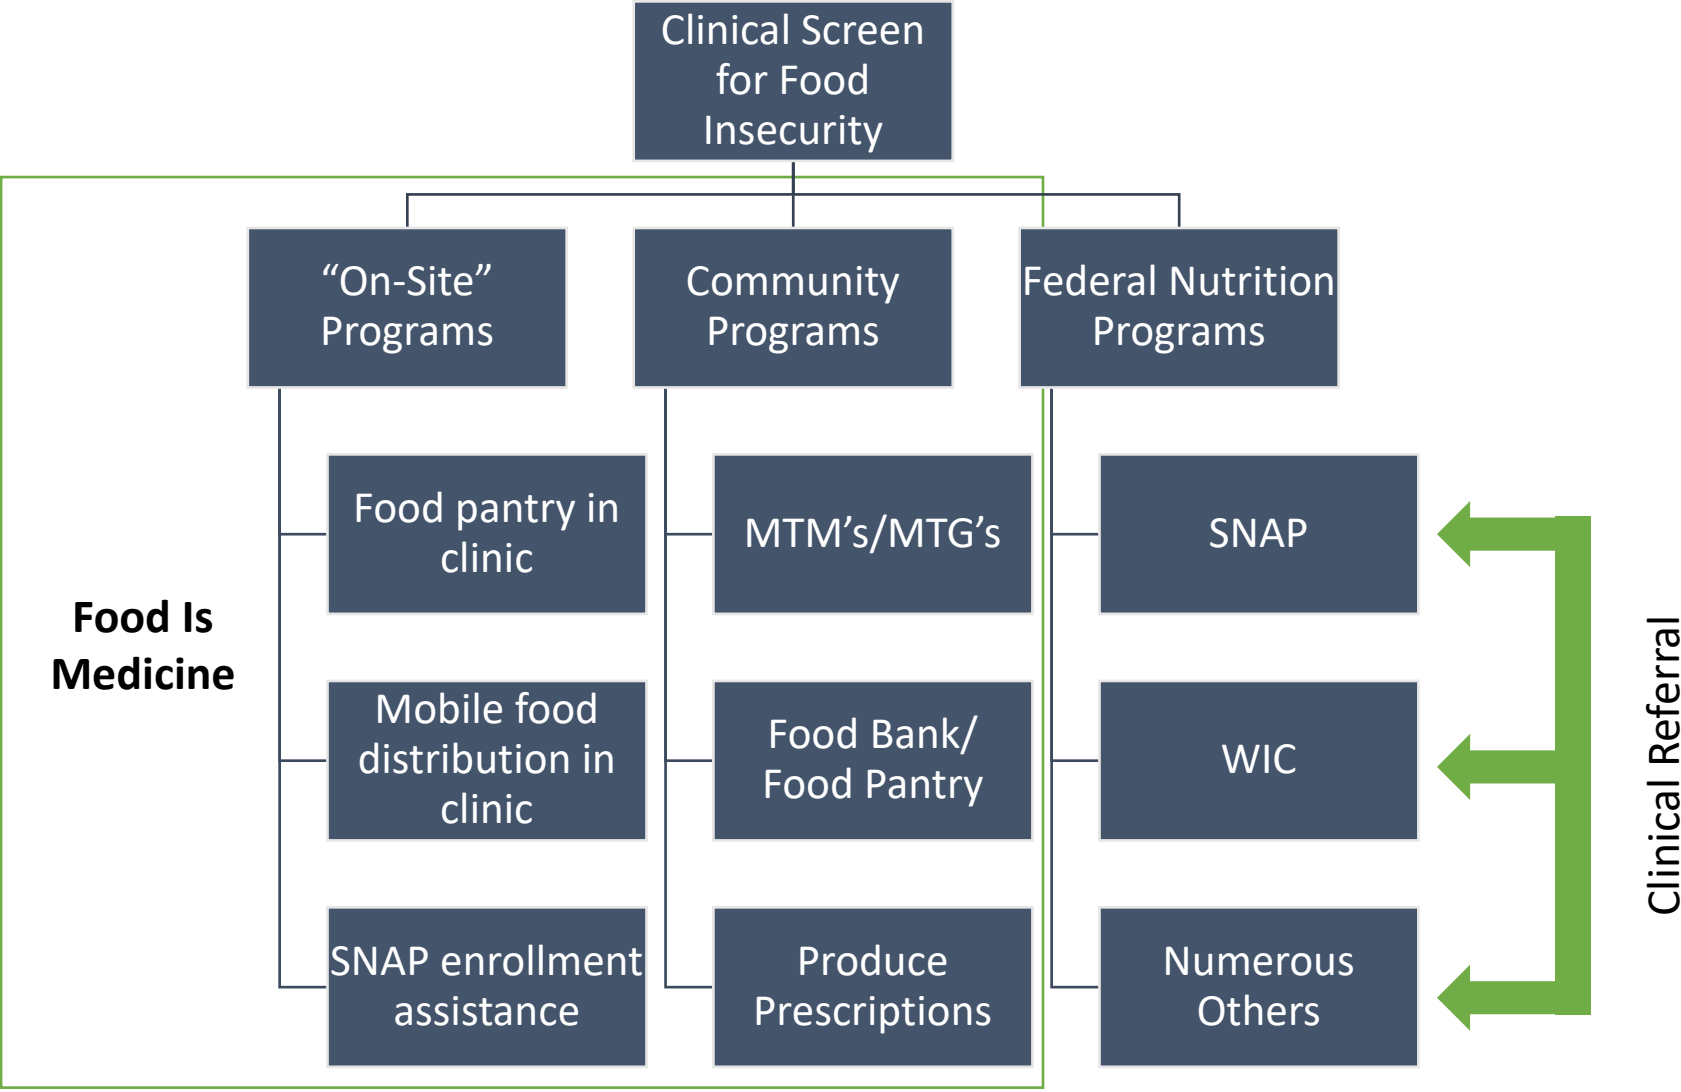 Clinical Screen
for Food
Insecurity
“On-Site”
Programs
Community
Programs
Federal Nutrition
Programs
Food pantry in
clinic
MTM’s/MTG’s
SNAP
Food Is
Medicine
Mobile food
distribution in
clinic
Food Bank/
Food Pantry
WIC
Clinical Referral
SNAP enrollment
assistance
Produce
Prescriptions
Numerous
Others